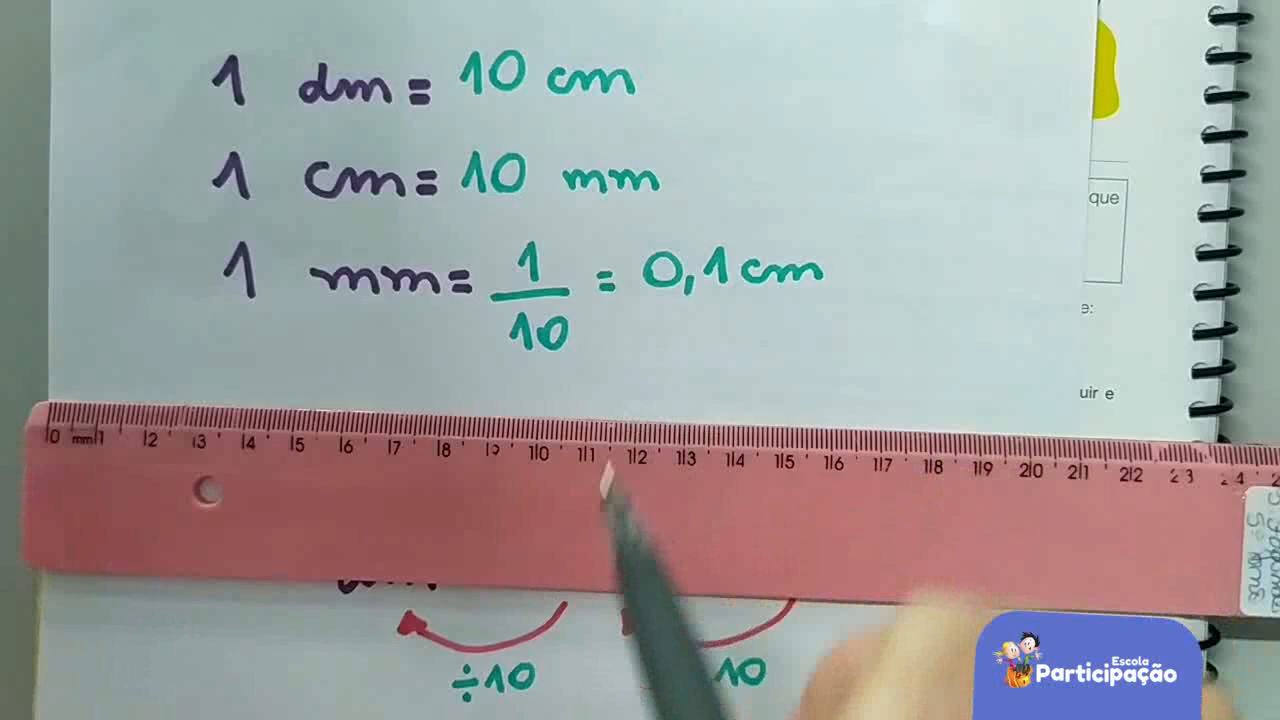 1 dm = 10 cm
1 cm = 10 mm
1 mm = 1/10 = 0,1 cm
que
e:
uir e
0 mm 1 2 3 4 5 6 7 8 9 10 11 12 13 14 15 16 17 18 19 20 21 22 23 24 2
5º
÷10 10
Escola
Participação